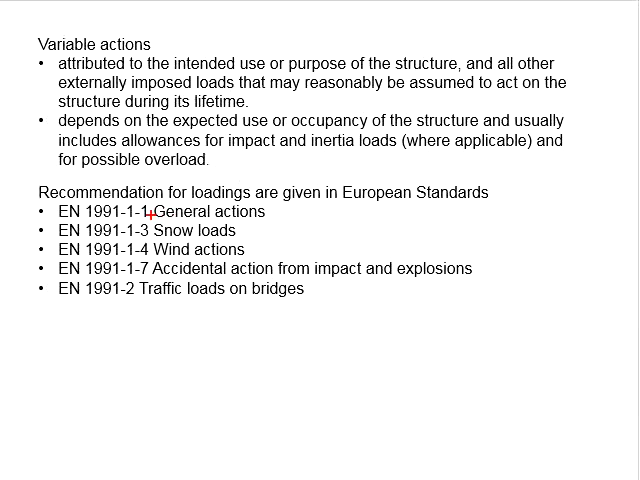 Variable actions
• attributed to the intended use or purpose of the structure, and all other
externally imposed loads that may reasonably be assumed to act on the
structure during its lifetime.
• depends on the expected use or occupancy of the structure and usually
includes allowances for impact and inertia loads (where applicable) and
for possible overload.
Recommendation for loadings are given in European Standards
• EN 1991-1-1 General actions
• EN 1991-1-3 Snow loads
• EN 1991-1-4 Wind actions
• EN 1991-1-7 Accidental action from impact and explosions
• EN 1991-2 Traffic loads on bridges